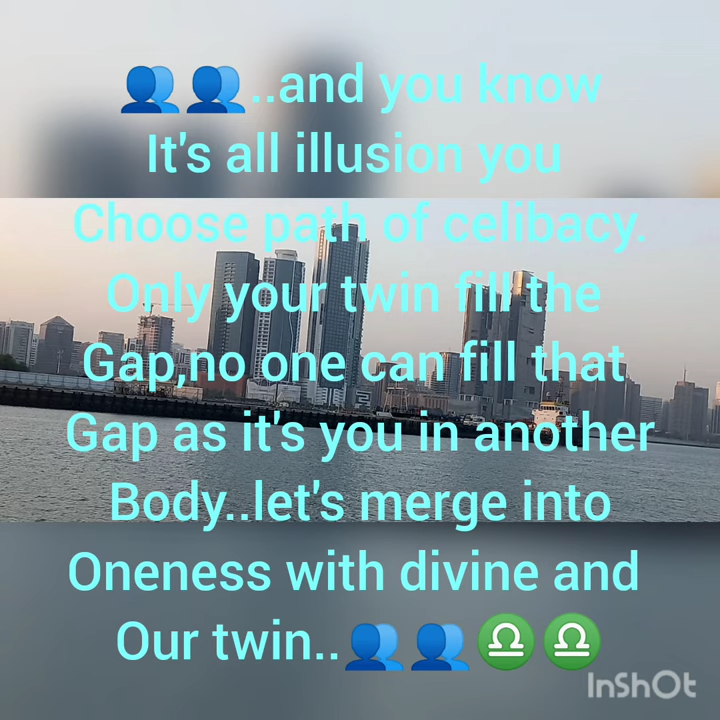 👥👥..and you know
It's all illusion you
Choose path of celibacy.
Only your twin fill the
Gap,no one can fill that
Gap as it's you in another
Body..let's merge into
Oneness with divine and
Our twin..👥👥♎♎
InShOt